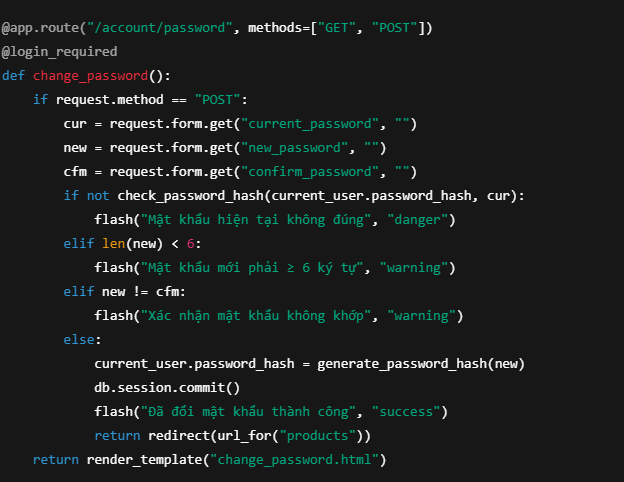 @app.route("/account/password", methods=["GET", "POST"])
@login_required
def change_password():
    if request.method == "POST":
        cur = request.form.get("current_password", "")
        new = request.form.get("new_password", "")
        cfm = request.form.get("confirm_password", "")
        if not check_password_hash(current_user.password_hash, cur):
            flash("Mật khẩu hiện tại không đúng", "danger")
        elif len(new) < 6:
            flash("Mật khẩu mới phải ≥ 6 ký tự", "warning")
        elif new != cfm:
            flash("Xác nhận mật khẩu không khớp", "warning")
        else:
            current_user.password_hash = generate_password_hash(new)
            db.session.commit()
            flash("Đã đổi mật khẩu thành công", "success")
            return redirect(url_for("products"))
    return render_template("change_password.html")